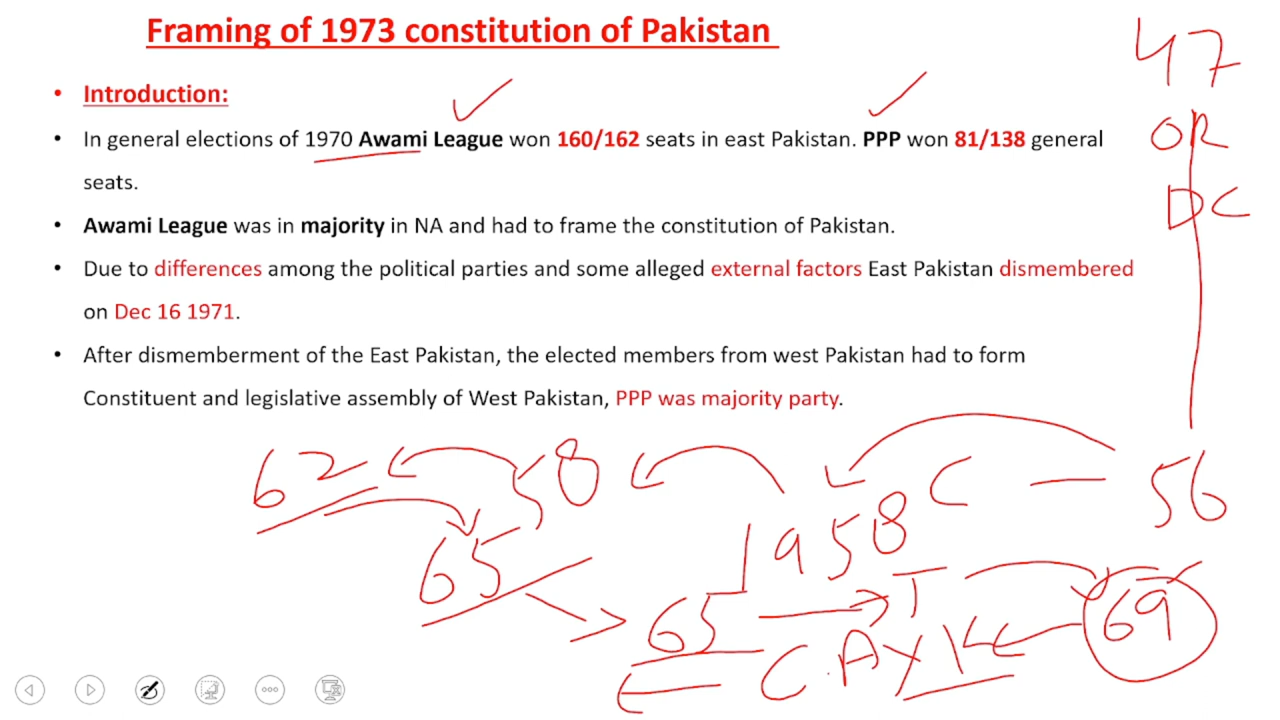 Framing of 1973 constitution of Pakistan
47
• Introduction:
• In general elections of 1970 Awami League won 160/162 seats in east Pakistan. PPP won 81/138 general
seats.
OR
DC
• Awami League was in majority in NA and had to frame the constitution of Pakistan.
• Due to differences among the political parties and some alleged external factors East Pakistan dismembered
on Dec 16 1971.
• After dismemberment of the East Pakistan, the elected members from west Pakistan had to form
Constituent and legislative assembly of West Pakistan, PPP was majority party.
62 58 C — 56
1958
65
65 T 69
C.A YK